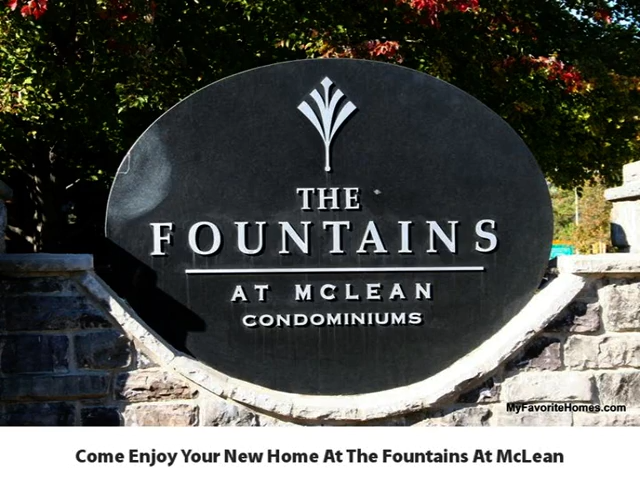 THE
FOUNTAINS
AT MCLEAN
CONDOMINIUMS
MyFavoriteHomes.com
Come Enjoy Your New Home At The Fountains At McLean